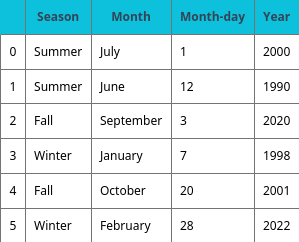 Season Month Month-day Year
0 Summer July 1 2000
1 Summer June 12 1990
2 Fall September 3 2020
3 Winter January 7 1998
4 Fall October 20 2001
5 Winter February 28 2022